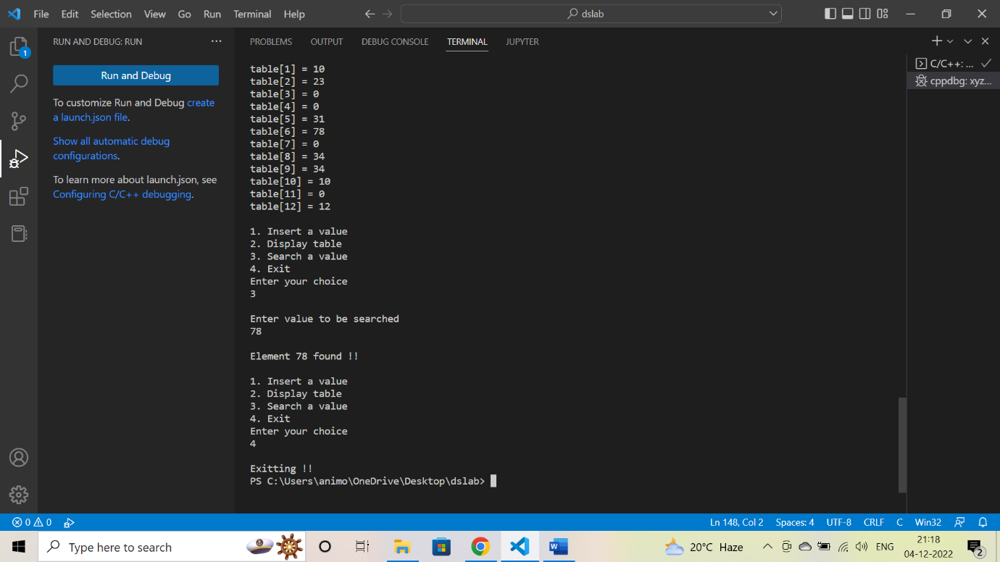 File Edit Selection View Go Run Terminal Help
dslab
RUN AND DEBUG: RUN
Run and Debug
To customize Run and Debug create
a launch.json file.
Show all automatic debug
configurations.
To learn more about launch.json, see
Configuring C/C++ debugging.
1
PROBLEMS OUTPUT DEBUG CONSOLE TERMINAL JUPYTER
table[1] = 10
table[2] = 23
table[3] = 0
table[4] = 0
table[5] = 31
table[6] = 78
table[7] = 0
table[8] = 34
table[9] = 34
table[10] = 10
table[11] = 0
table[12] = 12
1. Insert a value
2. Display table
3. Search a value
4. Exit
Enter your choice
3
Enter value to be searched
78
Element 78 found !!
1. Insert a value
2. Display table
3. Search a value
4. Exit
Enter your choice
4
Exitting !!
PS C:\Users\animo\OneDrive\Desktop\dslab>
C/C++: ...
cppdbg: xyz...
0 0
Ln 148, Col 2 Spaces: 4 UTF-8 CRLF C Win32
Type here to search
20°C Haze
ENG
21:18
04-12-2022
2